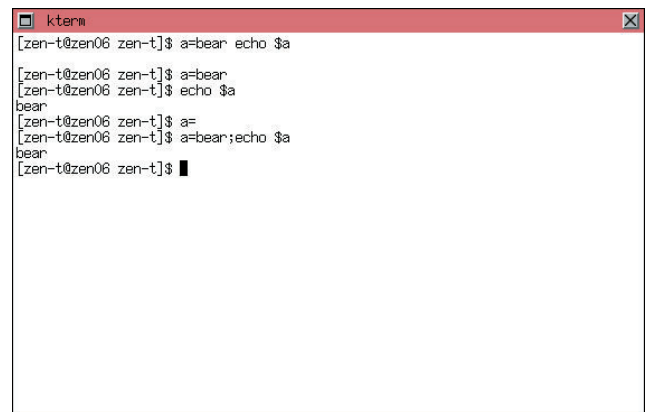 kterm
[zen-t@zen06 zen-t]$ a=bear echo $a
[zen-t@zen06 zen-t]$ a=bear
[zen-t@zen06 zen-t]$ echo $a
bear
[zen-t@zen06 zen-t]$ a=
[zen-t@zen06 zen-t]$ a=bear;echo $a
bear
[zen-t@zen06 zen-t]$